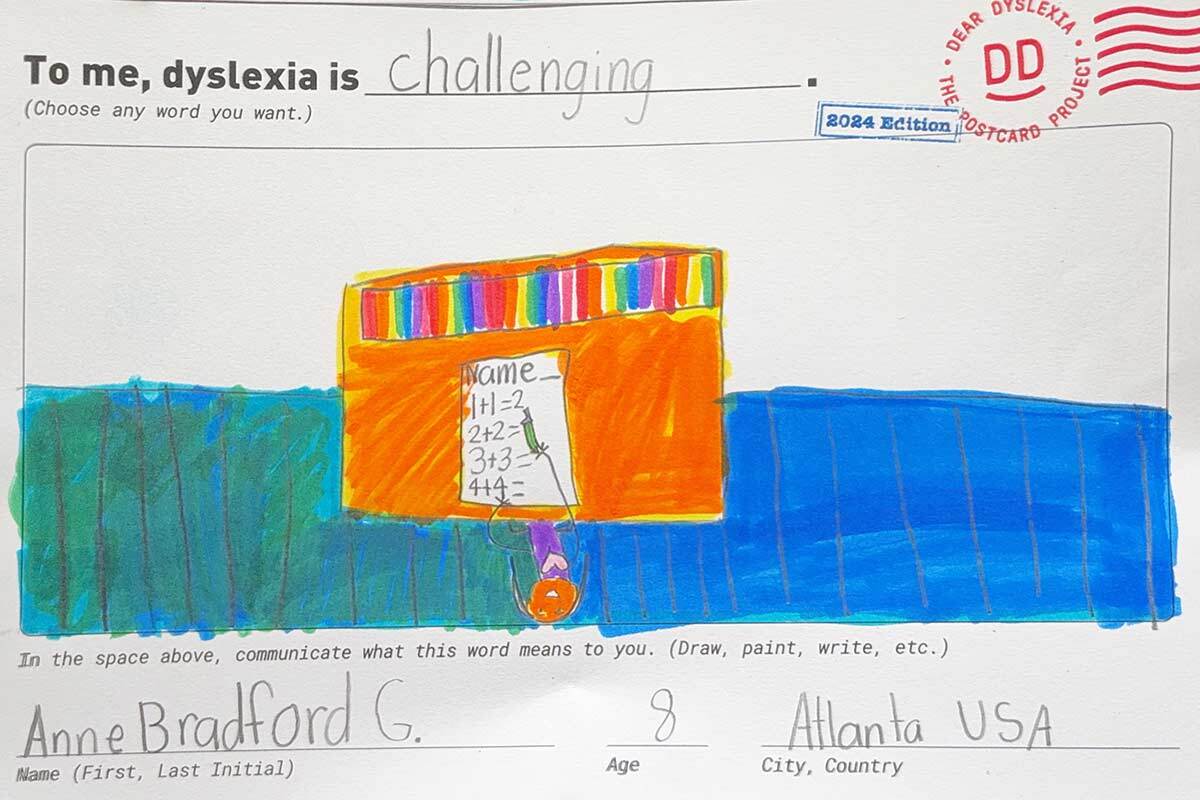 To me, dyslexia is challenging.
(Choose any word you want.)
DEAR DYSLEXIA • THE POSTCARD PROJECT •
DD
2024 Edition
Name_
1+1=2
2+2=
3+3=
4+4=
In the space above, communicate what this word means to you. (Draw, paint, write, etc.)
Anne Bradford G. 8 Atlanta USA
Name (First, Last Initial) Age City, Country